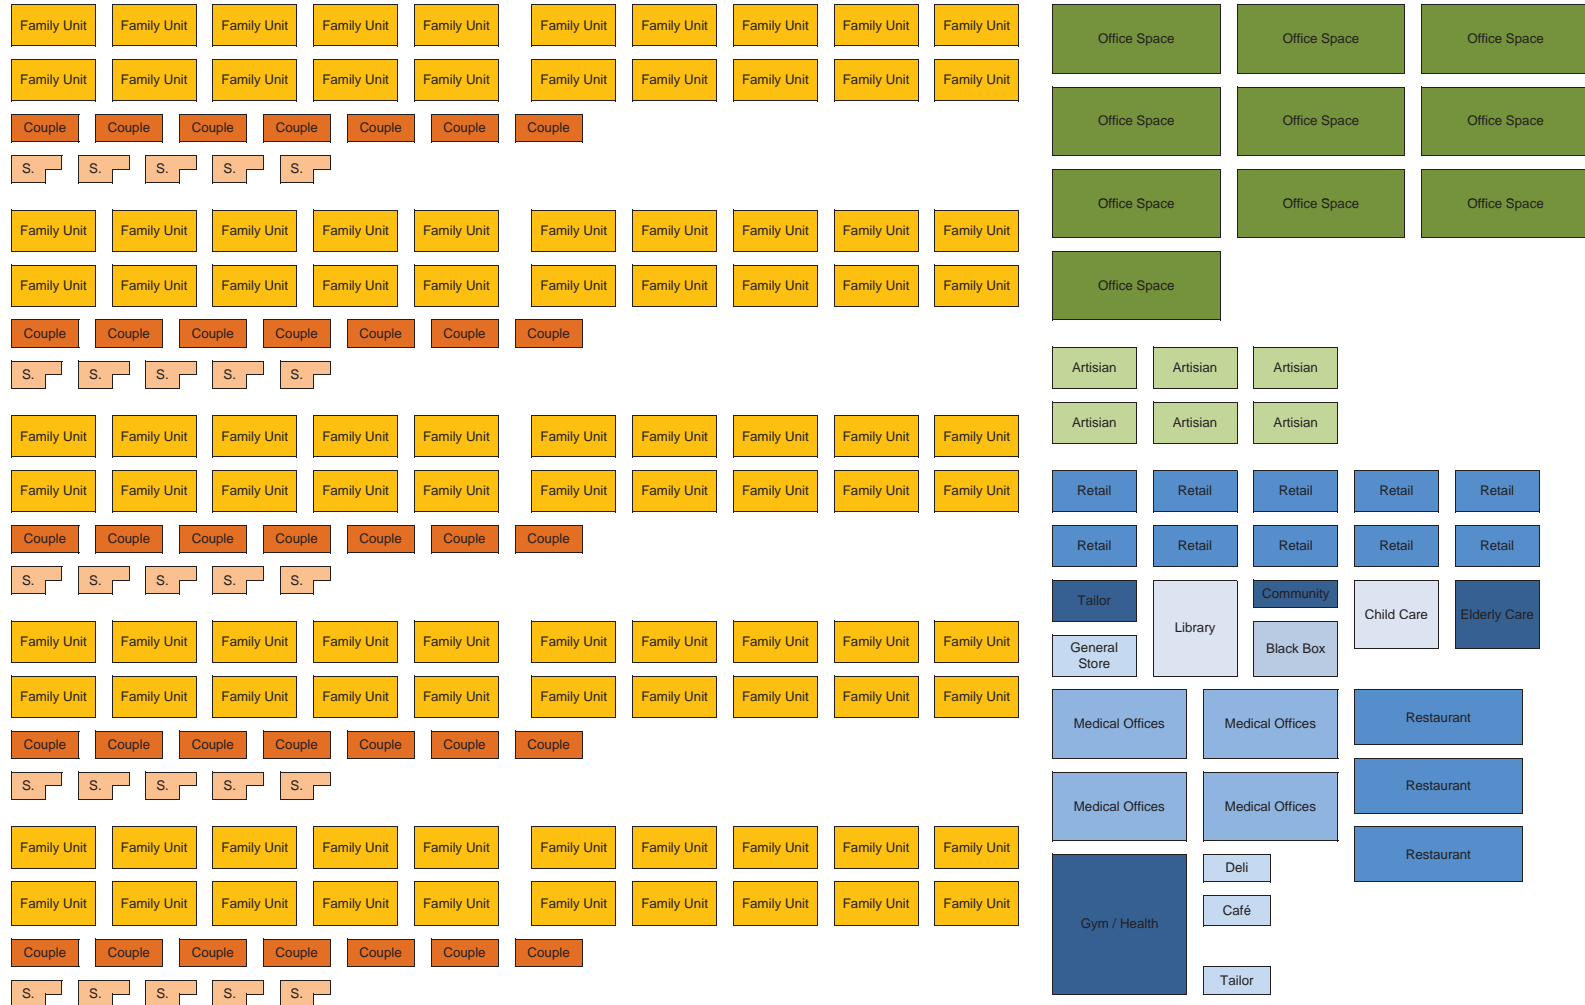 Family Unit Family Unit Family Unit Family Unit Family Unit Family Unit Family Unit Family Unit Family Unit Family Unit
Family Unit Family Unit Family Unit Family Unit Family Unit Family Unit Family Unit Family Unit Family Unit Family Unit
Couple Couple Couple Couple Couple Couple Couple
S. S. S. S. S.
Family Unit Family Unit Family Unit Family Unit Family Unit Family Unit Family Unit Family Unit Family Unit Family Unit
Family Unit Family Unit Family Unit Family Unit Family Unit Family Unit Family Unit Family Unit Family Unit Family Unit
Couple Couple Couple Couple Couple Couple Couple
S. S. S. S. S.
Family Unit Family Unit Family Unit Family Unit Family Unit Family Unit Family Unit Family Unit Family Unit Family Unit
Family Unit Family Unit Family Unit Family Unit Family Unit Family Unit Family Unit Family Unit Family Unit Family Unit
Couple Couple Couple Couple Couple Couple Couple
S. S. S. S. S.
Family Unit Family Unit Family Unit Family Unit Family Unit Family Unit Family Unit Family Unit Family Unit Family Unit
Family Unit Family Unit Family Unit Family Unit Family Unit Family Unit Family Unit Family Unit Family Unit Family Unit
Couple Couple Couple Couple Couple Couple Couple
S. S. S. S. S.
Family Unit Family Unit Family Unit Family Unit Family Unit Family Unit Family Unit Family Unit Family Unit Family Unit
Family Unit Family Unit Family Unit Family Unit Family Unit Family Unit Family Unit Family Unit Family Unit Family Unit
Couple Couple Couple Couple Couple Couple Couple
S. S. S. S. S.
Office Space Office Space Office Space
Office Space Office Space Office Space
Office Space Office Space Office Space
Office Space
Artisian Artisian Artisian
Artisian Artisian Artisian
Retail Retail Retail Retail Retail
Retail Retail Retail Retail Retail
Tailor Library Community Child Care Elderly Care
General
Store
Black Box
Medical Offices Medical Offices Restaurant
Medical Offices Medical Offices Restaurant
Restaurant
Gym / Health
Deli
Café
Tailor